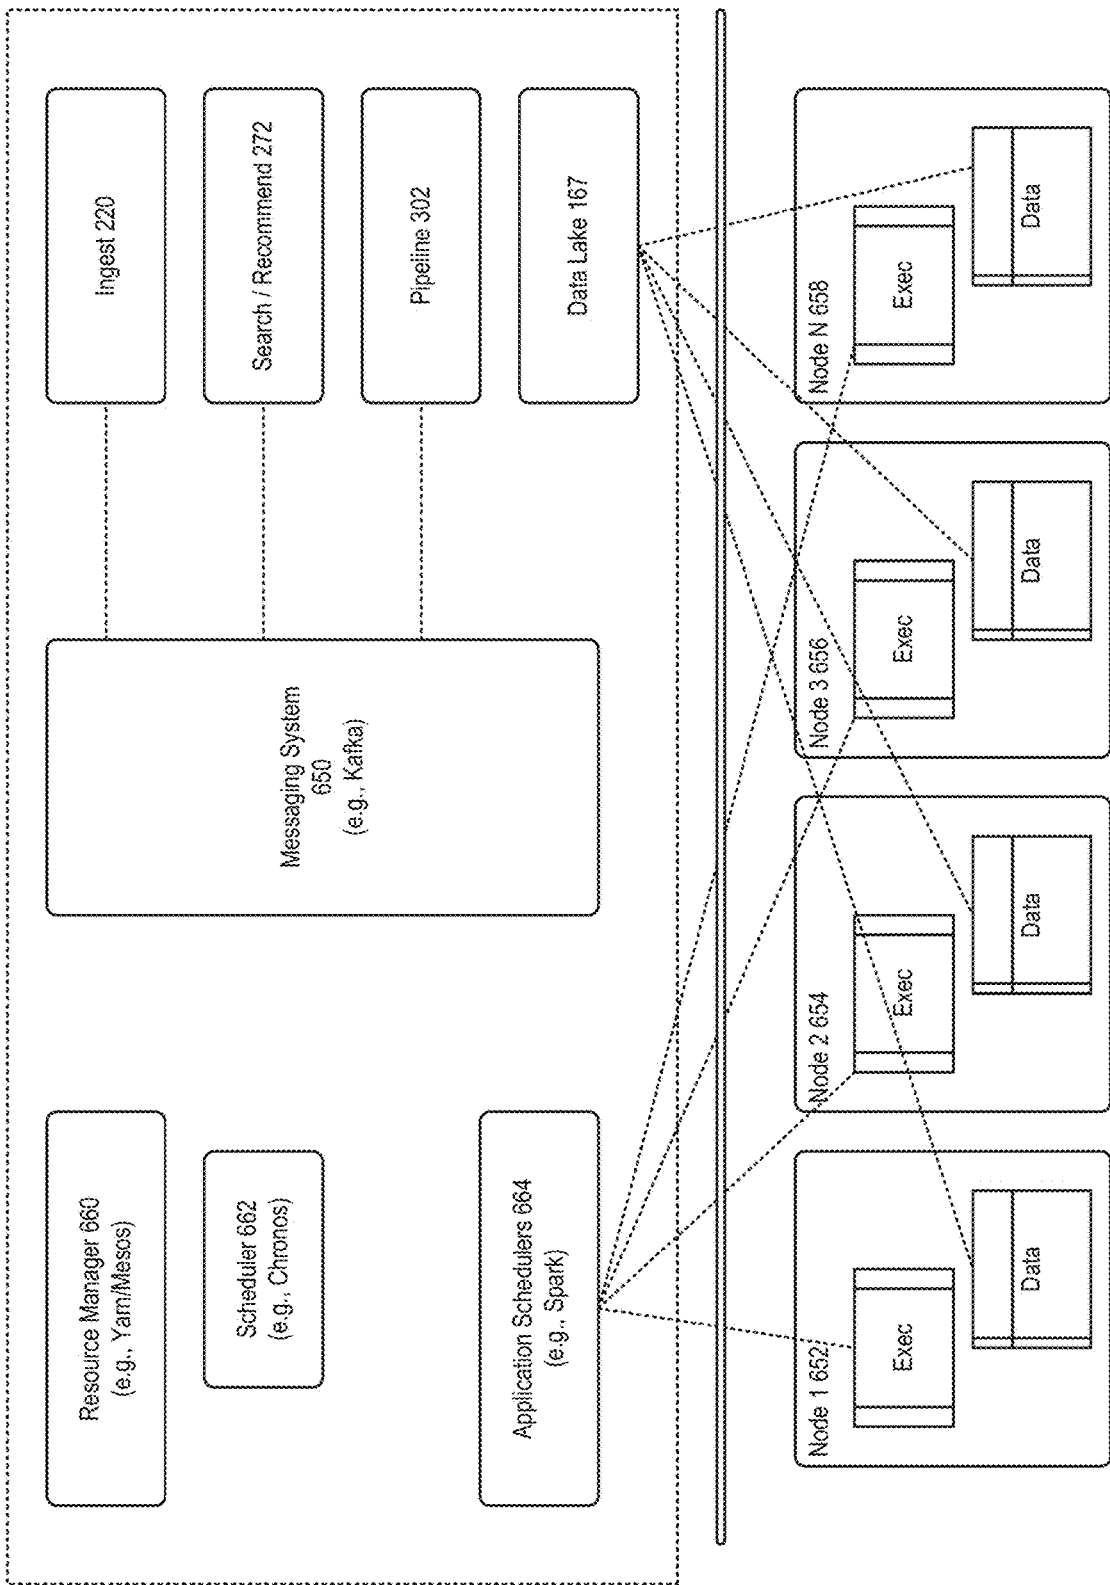 Resource Manager 660
(e.g., Yarn/Mesos)
Scheduler 662
(e.g., Chronos)
Application Schedulers 664
(e.g., Spark)
Messaging System
650
(e.g., Kafka)
Ingest 220
Search / Recommend 272
Pipeline 302
Data Lake 167
Node 1 652
Exec
Data
Node 2 654
Exec
Data
Node 3 656
Exec
Data
Node N 658
Exec
Data